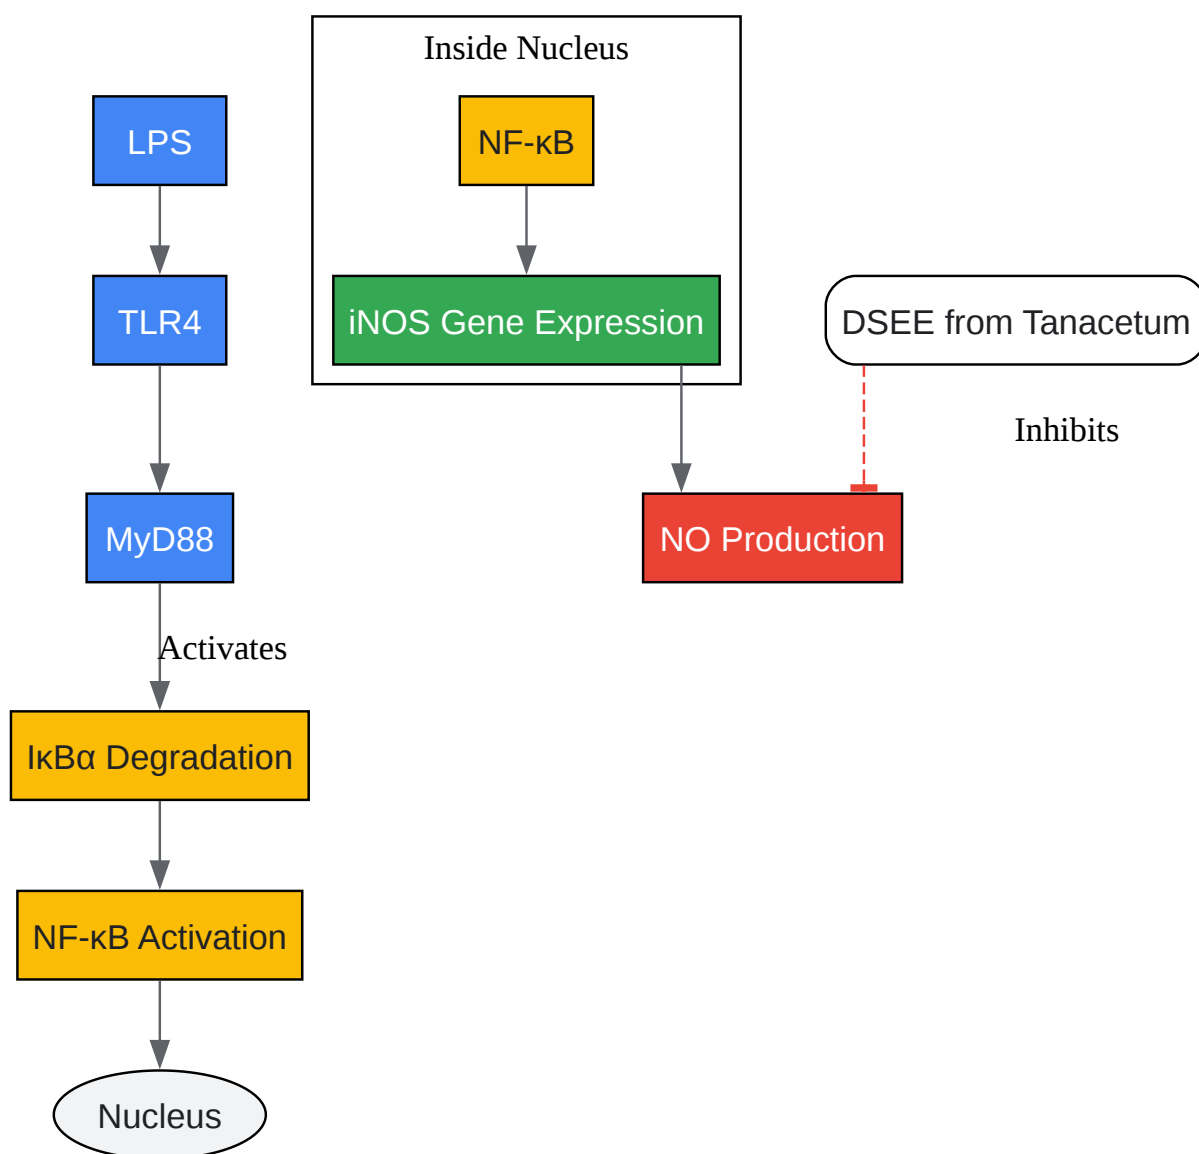 Inside Nucleus
LPS
NF-κB
TLR4
iNOS Gene Expression
DSEE from Tanacetum
Inhibits
MyD88
NO Production
Activates
IκBα Degradation
NF-κB Activation
Nucleus